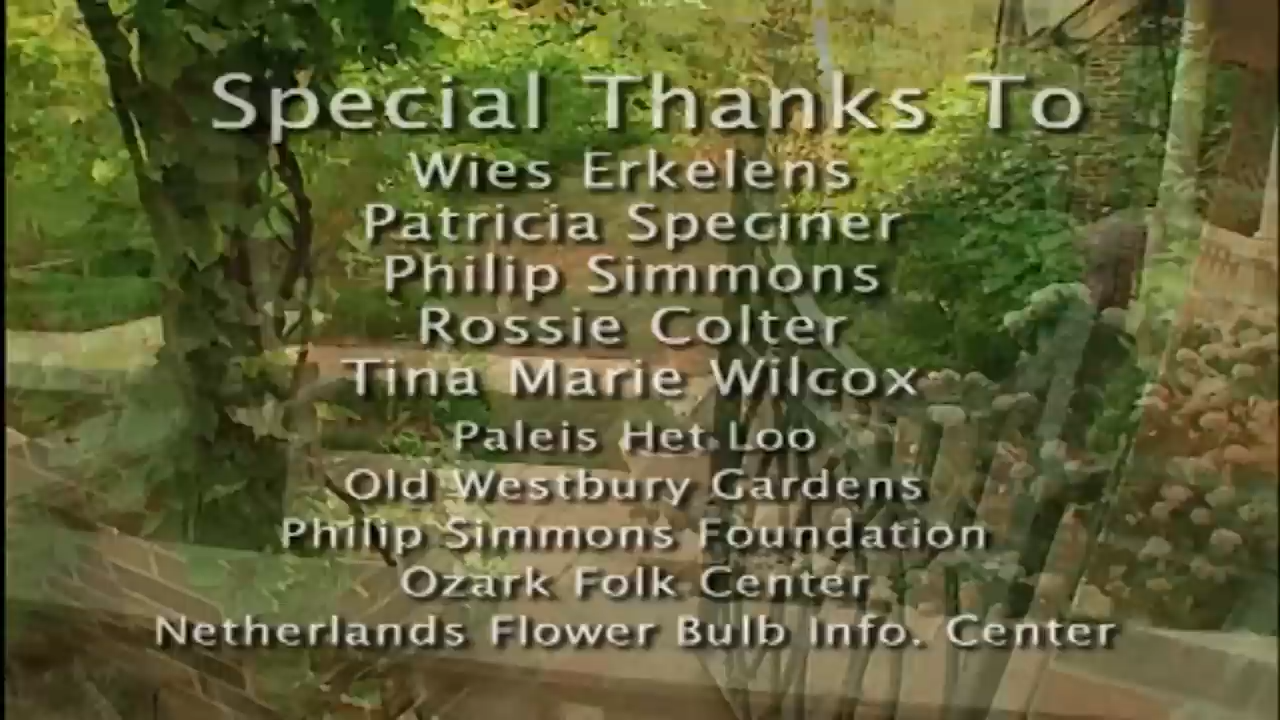 Special Thanks To
Wies Erkelens
Patricia Speciner
Philip Simmons
Rossie Colter
Tina Marie Wilcox
Paleis Het Loo
Old Westbury Gardens
Philip Simmons Foundation
Ozark Folk Center
Netherlands Flower Bulb Info. Center